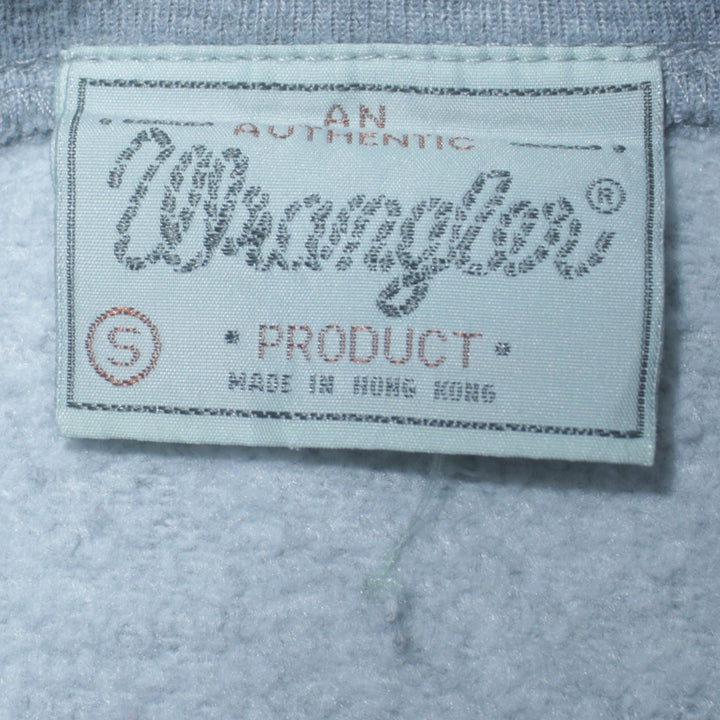 AN
AUTHENTIC
Wrangler®
S
• PRODUCT •
MADE IN HONG KONG